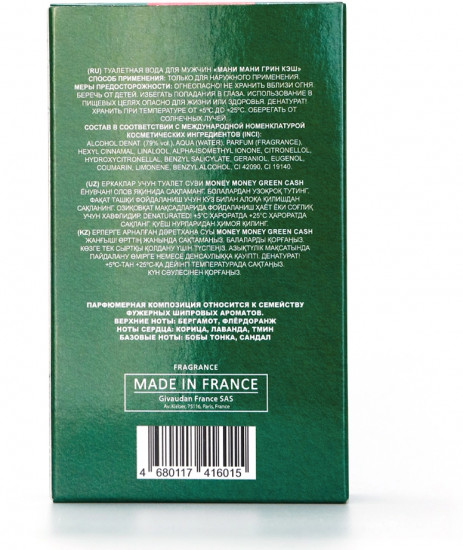 (RU) ТУАЛЕТНАЯ ВОДА ДЛЯ МУЖЧИН «МАНИ МАНИ ГРИН КЭШ»
СПОСОБ ПРИМЕНЕНИЯ: ТОЛЬКО ДЛЯ НАРУЖНОГО ПРИМЕНЕНИЯ.
МЕРЫ ПРЕДОСТОРОЖНОСТИ: ОГНЕОПАСНО! НЕ ХРАНИТЬ ВБЛИЗИ ОГНЯ.
БЕРЕЧЬ ОТ ДЕТЕЙ. ИЗБЕГАТЬ ПОПАДАНИЯ В ГЛАЗА. ИСПОЛЬЗОВАНИЕ В
ПИЩЕВЫХ ЦЕЛЯХ ОПАСНО ДЛЯ ЖИЗНИ ИЛИ ЗДОРОВЬЯ. ДЕНАТУРАТ!
ХРАНИТЬ ПРИ ТЕМПЕРАТУРЕ ОТ +5°С ДО +25°С. ОБЕРЕГАТЬ ОТ
СОЛНЕЧНЫХ ЛУЧЕЙ.
СОСТАВ В СООТВЕТСТВИИ С МЕЖДУНАРОДНОЙ НОМЕНКЛАТУРОЙ
КОСМЕТИЧЕСКИХ ИНГРЕДИЕНТОВ (INCI):
ALCOHOL DENAT. (79% vol.), AQUA (WATER), PARFUM (FRAGRANCE),
HEXYL CINNAMAL, LINALOOL, ALPHA-ISOMETHYL IONONE, CITRONELLOL,
HYDROXYCITRONELLAL, BENZYL SALICYLATE, GERANIOL, EUGENOL,
COUMARIN, LIMONENE, BENZYL ALCOHOL, CI 42090, CI 19140.
(UZ) ЕРКАКЛАР УЧУН ТУАЛЕТ СУВИ MONEY MONEY GREEN CASH
ЁНУВЧАН! ОЛОВ ЯҚИНИДА САҚЛАМАНГ. БОЛАЛАРДАН УЗОҚРОҚ ТУТИНГ.
ФАҚАТ ТАШҚИ ФОЙДАЛАНИШ УЧУН КУЗ БИЛАН АЛОҚА ҚИЛИШДАН
САҚЛАНИНГ. ОЗИКОВКАТ МАҚСАДЛАРИДА ФОЙДАЛАНИШ ҲАЁТ ЁКИ СОҒЛИҚ
УЧУН ХАВФЛИДИР. DENATURATED! +5°C ҲАРОРАТДА +25°C ҲАРОРАТДА
САҚЛАНГ. ҚУЁШ НУРЛАРИДАН ҲИМОЯ ҚИЛИНГ.
(KZ) ЕРЛЕРГЕ АРНАЛҒАН ДӘРЕТХАНА СУЫ MONEY MONEY GREEN CASH
ЖАНҒЫШ! ӨРТТІҢ ЖАНЫНДА САҚТАМАҢЫЗ. БАЛАЛАРДЫ ҚОРҒАҢЫЗ.
КӨЗГЕ ТЕК СЫРТҚЫ ҚОЛДАНУ ҮШІН ТҮСІҢІЗ. АЗЫҚТҮЛІК МАҚСАТЫНДА
ПАЙДАЛАНУ ӨМІРГЕ НЕМЕСЕ ДЕНСАУЛЫҚҚА ҚАУІПТІ. ДЕНАТУРАТ!
+5°С-ТАН +25°С-ҚА ДЕЙІНГІ ТЕМПЕРАТУРАДА САҚТАҢЫЗ.
КҮН СӘУЛЕСІНЕН ҚОРҒАҢЫЗ.
ПАРФЮМЕРНАЯ КОМПОЗИЦИЯ ОТНОСИТСЯ К СЕМЕЙСТВУ
ФУЖЕРНЫХ ШИПРОВЫХ АРОМАТОВ.
ВЕРХНИЕ НОТЫ: БЕРГАМОТ, ФЛЁРДОРАНЖ
НОТЫ СЕРДЦА: КОРИЦА, ЛАВАНДА, ТМИН
БАЗОВЫЕ НОТЫ: БОБЫ ТОНКА, САНДАЛ
FRAGRANCE
MADE IN FRANCE
Givaudan France SAS
Av. Kleber, 75116, Paris, France
4 680117 416015